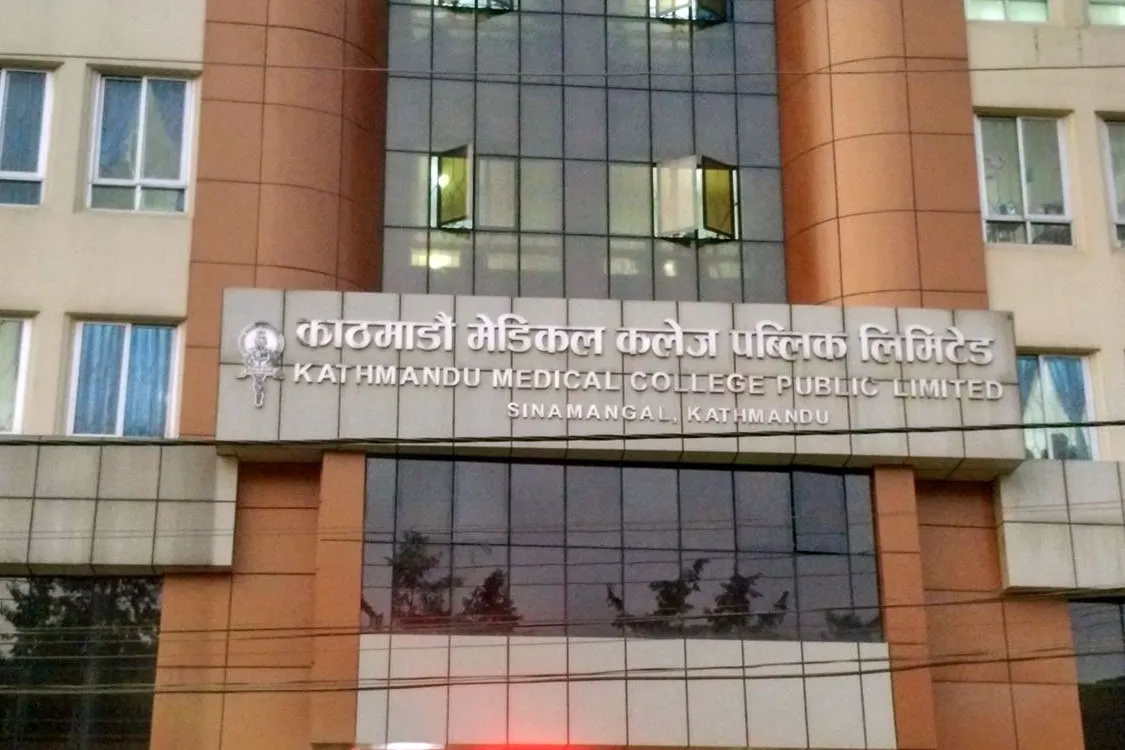 काठमाडौं मेडिकल कलेज पब्लिक लिमिटेड
KATHMANDU MEDICAL COLLEGE PUBLIC LIMITED
SINAMANGAL, KATHMANDU